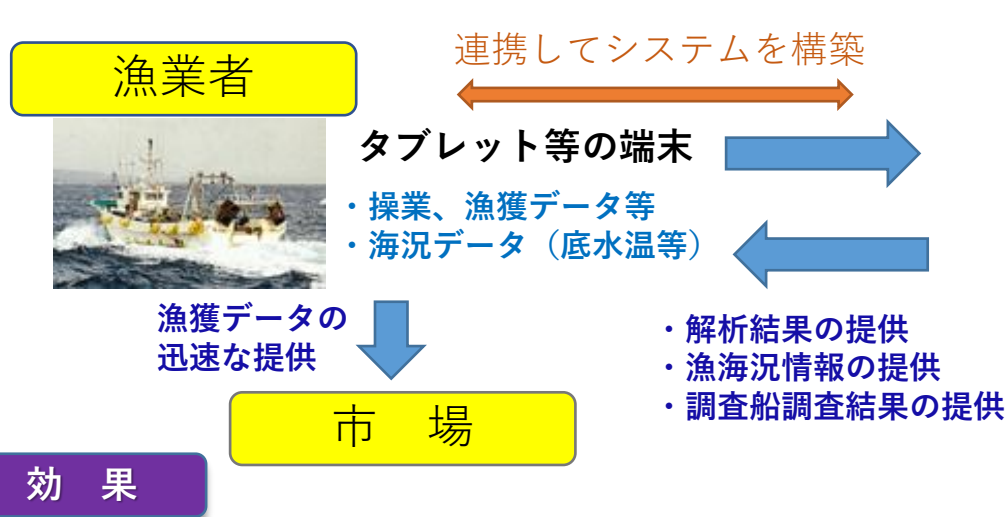 連携してシステムを構築
漁業者
タブレット等の端末
・操業、漁獲データ等
・海況データ（底水温等）
漁獲データの
迅速な提供
・解析結果の提供
・漁海況情報の提供
・調査船調査結果の提供
市　場
効　果